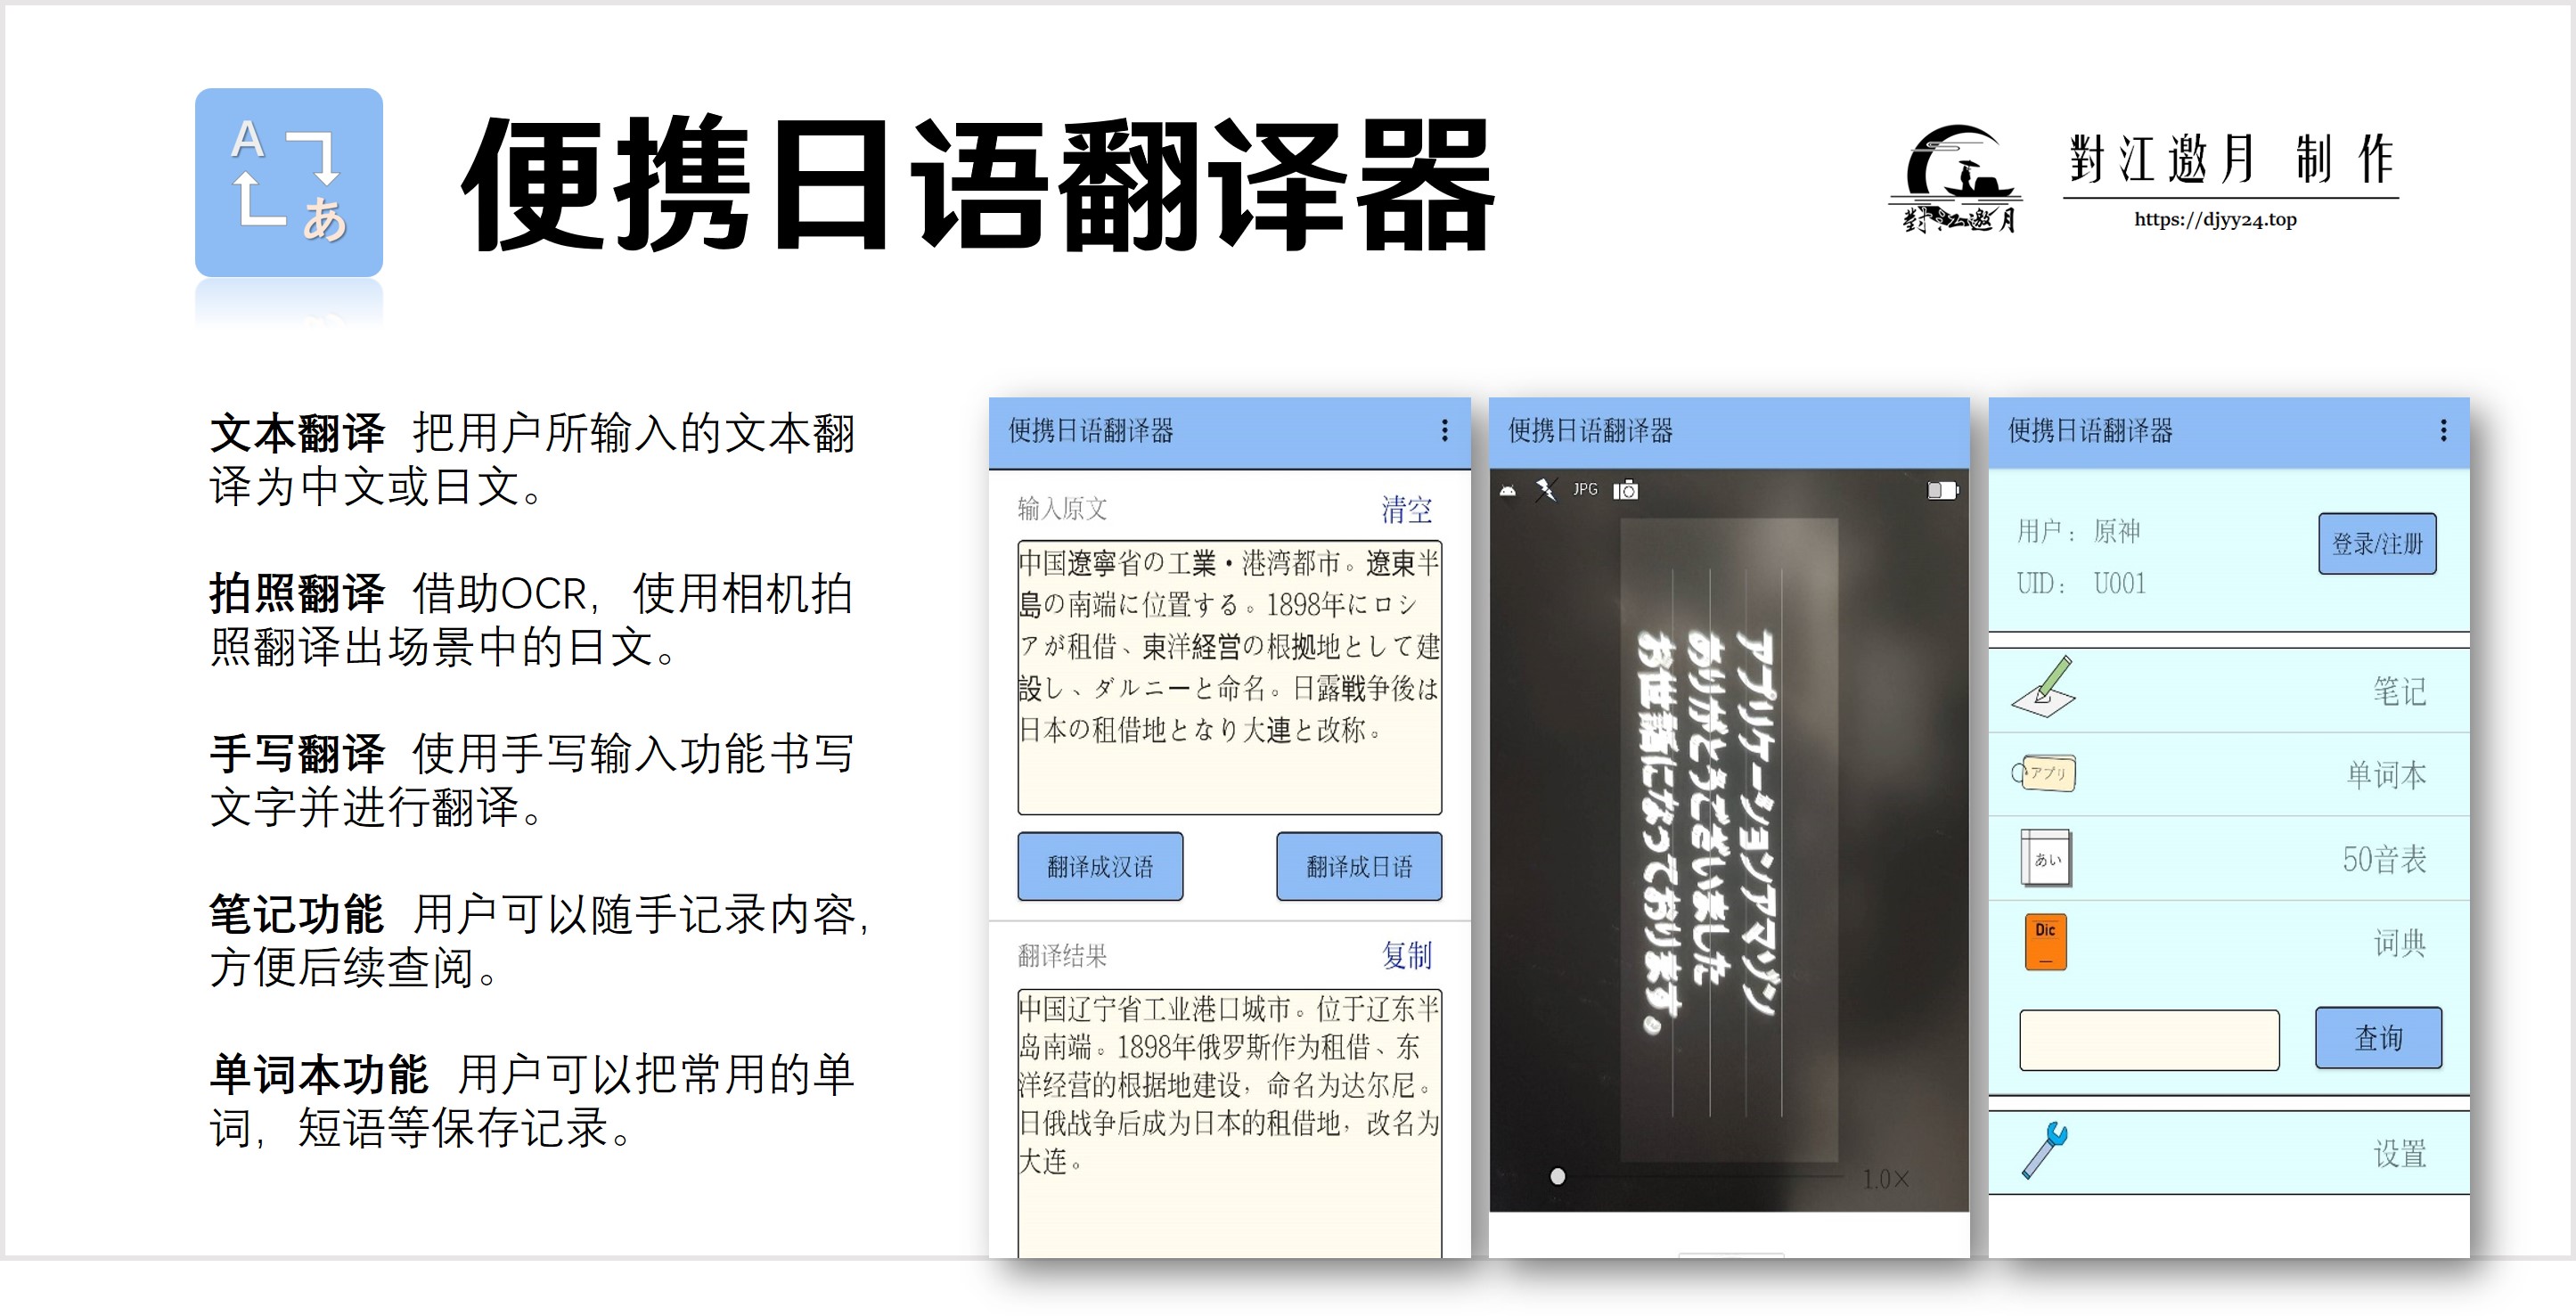 A
あ
便携日语翻译器
對江邀月
對江邀月 制作
https://djyy24.top
文本翻译 把用户所输入的文本翻
译为中文或日文。
拍照翻译 借助OCR，使用相机拍
照翻译出场景中的日文。
手写翻译 使用手写输入功能书写
文字并进行翻译。
笔记功能 用户可以随手记录内容，
方便后续查阅。
单词本功能 用户可以把常用的单
词，短语等保存记录。
便携日语翻译器
输入原文 清空
中国遼寧省の工業・港湾都市。遼東半
島の南端に位置する。1898年にロシ
アが租借、東洋経営の根拠地として建
設し、ダルニーと命名。日露戦争後は
日本の租借地となり大連と改称。
翻译成汉语 翻译成日语
翻译结果 复制
中国辽宁省工业港口城市。位于辽东半
岛南端。1898年俄罗斯作为租借、东
洋经营的根据地建设，命名为达尔尼。
日俄战争后成为日本的租借地，改名为
大连。
便携日语翻译器
JPG
アプリケーションアマゾン
ありがとうございました
お世話になっております。
1.0×
便携日语翻译器
用户： 原神
UID： U001
登录/注册
笔记
アプリ 单词本
あい 50音表
Dic 词典
查询
设置